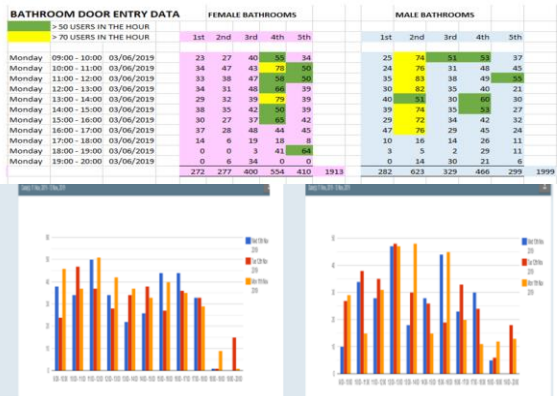 BATHROOM DOOR ENTRY DATA FEMALE BATHROOMS MALE BATHROOMS
> 50 USERS IN THE HOUR
> 70 USERS IN THE HOUR 1st 2nd 3rd 4th 5th 1st 2nd 3rd 4th 5th
Monday 09:00 - 10:00 03/06/2019 23 27 40 55 34 25 74 51 53 37
Monday 10:00 - 11:00 03/06/2019 34 47 43 78 50 24 76 31 48 45
Monday 11:00 - 12:00 03/06/2019 33 38 47 58 50 35 83 38 49 55
Monday 12:00 - 13:00 03/06/2019 34 31 48 66 39 30 82 35 40 21
Monday 13:00 - 14:00 03/06/2019 29 32 39 79 39 40 51 30 60 30
Monday 14:00 - 15:00 03/06/2019 38 35 42 50 39 39 74 35 53 27
Monday 15:00 - 16:00 03/06/2019 30 27 37 65 42 29 72 34 42 32
Monday 16:00 - 17:00 03/06/2019 37 28 48 44 45 47 76 29 45 24
Monday 17:00 - 18:00 03/06/2019 14 6 19 18 8 10 16 14 26 11
Monday 18:00 - 19:00 03/06/2019 0 0 3 41 64 3 5 2 29 11
Monday 19:00 - 20:00 03/06/2019 0 6 34 0 0 0 14 30 21 6
272 277 400 554 410 1913 282 623 329 466 299 1999